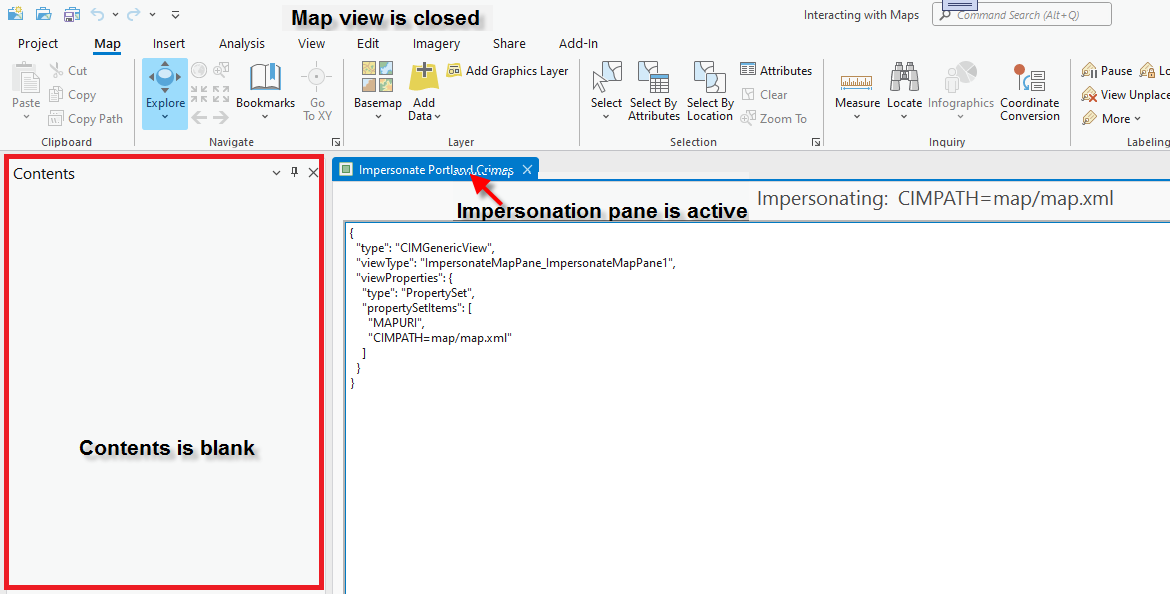 Map view is closed
Interacting with Maps
Command Search (Alt+Q)
Project Map Insert Analysis View Edit Imagery Share Add-In
Paste
Cut
Copy
Copy Path
Clipboard
Explore
Bookmarks
Go
To XY
Navigate
Basemap
Add
Data
Add Graphics Layer
Layer
Select
Select By
Attributes
Select By
Location
Attributes
Clear
Zoom To
Selection
Measure
Locate
Infographics
Coordinate
Conversion
Inquiry
Pause
Lo
View Unplace
More
Labeling
Contents
Contents is blank
Impersonate Portland Crimes
Impersonation pane is active
Impersonating: CIMPATH=map/map.xml
{
"type": "CIMGenericView",
"viewType": "ImpersonateMapPane_ImpersonateMapPane1",
"viewProperties": {
"type": "PropertySet",
"propertySetItems": [
"MAPURI",
"CIMPATH=map/map.xml"
]
}
}